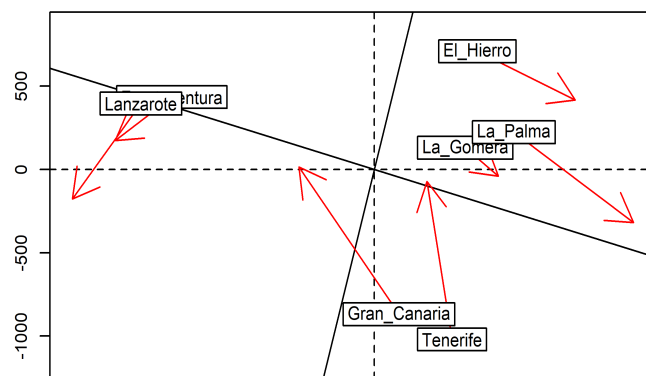 El_Hierro
500
Lanzarote
La_Palma
La_Gomera
0
-500
Gran_Canaria
Tenerife
-1000